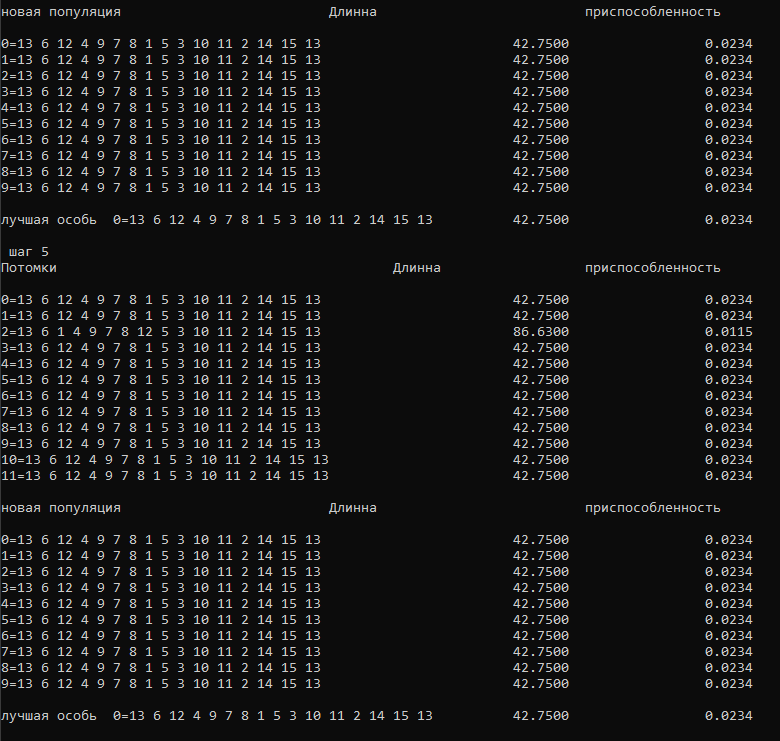 новая популяция Длинна приспособленность
0=13 6 12 4 9 7 8 1 5 3 10 11 2 14 15 13 42.7500 0.0234
1=13 6 12 4 9 7 8 1 5 3 10 11 2 14 15 13 42.7500 0.0234
2=13 6 12 4 9 7 8 1 5 3 10 11 2 14 15 13 42.7500 0.0234
3=13 6 12 4 9 7 8 1 5 3 10 11 2 14 15 13 42.7500 0.0234
4=13 6 12 4 9 7 8 1 5 3 10 11 2 14 15 13 42.7500 0.0234
5=13 6 12 4 9 7 8 1 5 3 10 11 2 14 15 13 42.7500 0.0234
6=13 6 12 4 9 7 8 1 5 3 10 11 2 14 15 13 42.7500 0.0234
7=13 6 12 4 9 7 8 1 5 3 10 11 2 14 15 13 42.7500 0.0234
8=13 6 12 4 9 7 8 1 5 3 10 11 2 14 15 13 42.7500 0.0234
9=13 6 12 4 9 7 8 1 5 3 10 11 2 14 15 13 42.7500 0.0234
лучшая особь 0=13 6 12 4 9 7 8 1 5 3 10 11 2 14 15 13 42.7500 0.0234
шаг 5
Потомки Длинна приспособленность
0=13 6 12 4 9 7 8 1 5 3 10 11 2 14 15 13 42.7500 0.0234
1=13 6 12 4 9 7 8 1 5 3 10 11 2 14 15 13 42.7500 0.0234
2=13 6 1 4 9 7 8 12 5 3 10 11 2 14 15 13 86.6300 0.0115
3=13 6 12 4 9 7 8 1 5 3 10 11 2 14 15 13 42.7500 0.0234
4=13 6 12 4 9 7 8 1 5 3 10 11 2 14 15 13 42.7500 0.0234
5=13 6 12 4 9 7 8 1 5 3 10 11 2 14 15 13 42.7500 0.0234
6=13 6 12 4 9 7 8 1 5 3 10 11 2 14 15 13 42.7500 0.0234
7=13 6 12 4 9 7 8 1 5 3 10 11 2 14 15 13 42.7500 0.0234
8=13 6 12 4 9 7 8 1 5 3 10 11 2 14 15 13 42.7500 0.0234
9=13 6 12 4 9 7 8 1 5 3 10 11 2 14 15 13 42.7500 0.0234
10=13 6 12 4 9 7 8 1 5 3 10 11 2 14 15 13 42.7500 0.0234
11=13 6 12 4 9 7 8 1 5 3 10 11 2 14 15 13 42.7500 0.0234
новая популяция Длинна приспособленность
0=13 6 12 4 9 7 8 1 5 3 10 11 2 14 15 13 42.7500 0.0234
1=13 6 12 4 9 7 8 1 5 3 10 11 2 14 15 13 42.7500 0.0234
2=13 6 12 4 9 7 8 1 5 3 10 11 2 14 15 13 42.7500 0.0234
3=13 6 12 4 9 7 8 1 5 3 10 11 2 14 15 13 42.7500 0.0234
4=13 6 12 4 9 7 8 1 5 3 10 11 2 14 15 13 42.7500 0.0234
5=13 6 12 4 9 7 8 1 5 3 10 11 2 14 15 13 42.7500 0.0234
6=13 6 12 4 9 7 8 1 5 3 10 11 2 14 15 13 42.7500 0.0234
7=13 6 12 4 9 7 8 1 5 3 10 11 2 14 15 13 42.7500 0.0234
8=13 6 12 4 9 7 8 1 5 3 10 11 2 14 15 13 42.7500 0.0234
9=13 6 12 4 9 7 8 1 5 3 10 11 2 14 15 13 42.7500 0.0234
лучшая особь 0=13 6 12 4 9 7 8 1 5 3 10 11 2 14 15 13 42.7500 0.0234